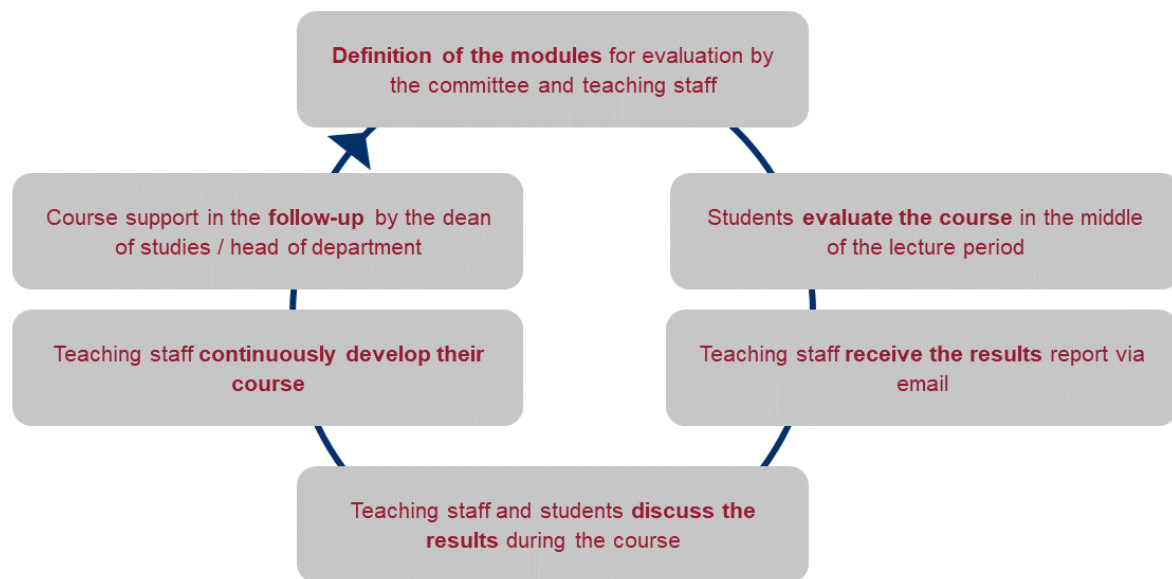 Definition of the modules for evaluation by
the committee and teaching staff
Students evaluate the course in the middle
of the lecture period
Teaching staff receive the results report via
email
Teaching staff and students discuss the
results during the course
Teaching staff continuously develop their
course
Course support in the follow-up by the dean
of studies / head of department